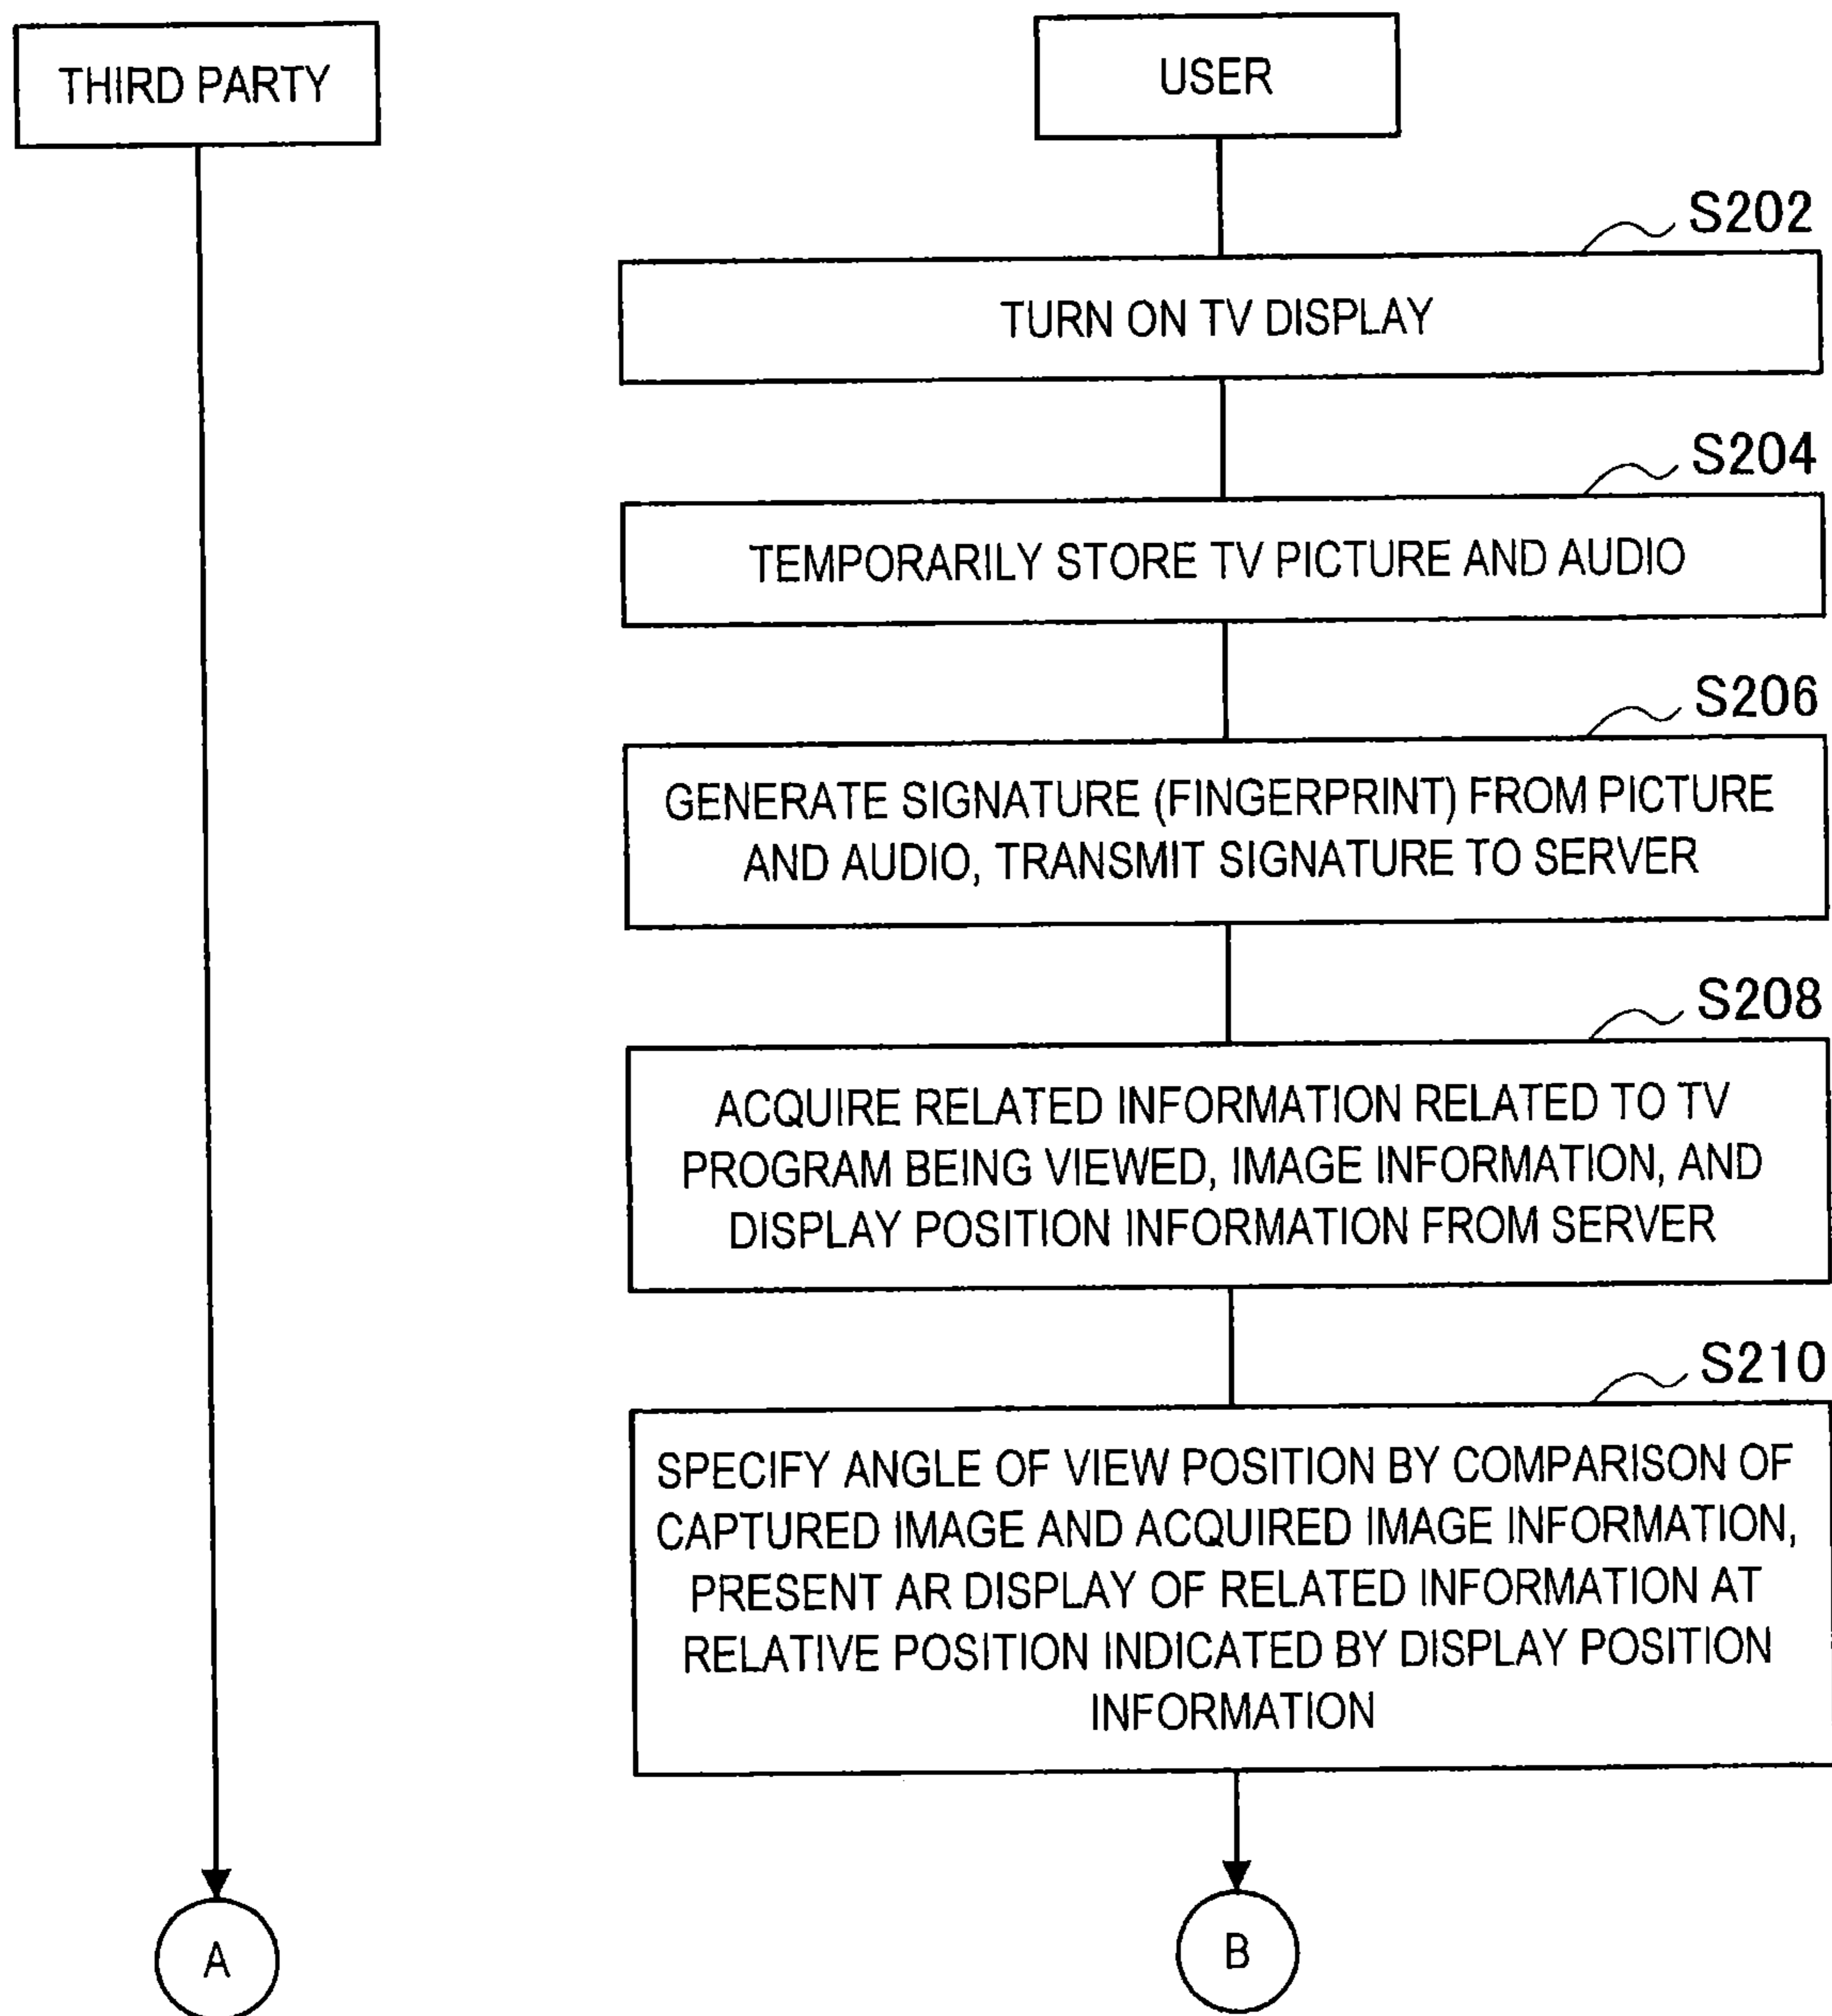 THIRD PARTY
USER
S202
TURN ON TV DISPLAY
S204
TEMPORARILY STORE TV PICTURE AND AUDIO
S206
GENERATE SIGNATURE (FINGERPRINT) FROM PICTURE
AND AUDIO, TRANSMIT SIGNATURE TO SERVER
S208
ACQUIRE RELATED INFORMATION RELATED TO TV
PROGRAM BEING VIEWED, IMAGE INFORMATION, AND
DISPLAY POSITION INFORMATION FROM SERVER
S210
SPECIFY ANGLE OF VIEW POSITION BY COMPARISON OF
CAPTURED IMAGE AND ACQUIRED IMAGE INFORMATION,
PRESENT AR DISPLAY OF RELATED INFORMATION AT
RELATIVE POSITION INDICATED BY DISPLAY POSITION
INFORMATION
A
B